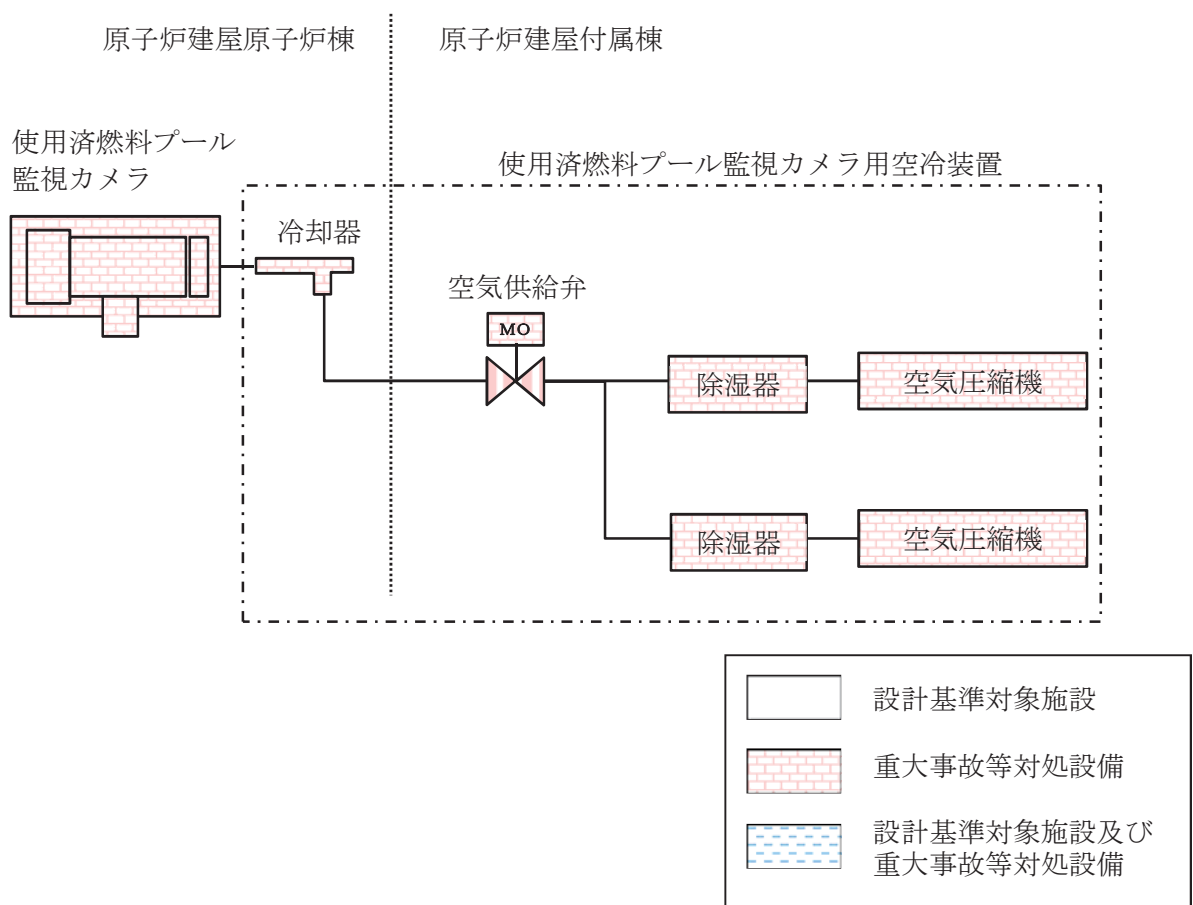 原子炉建屋原子炉棟
原子炉建屋付属棟
使用済燃料プール
監視カメラ
使用済燃料プール監視カメラ用空冷装置
冷却器
空気供給弁
MO
除湿器
空気圧縮機
除湿器
空気圧縮機
設計基準対象施設
重大事故等対処設備
設計基準対象施設及び
重大事故等対処設備